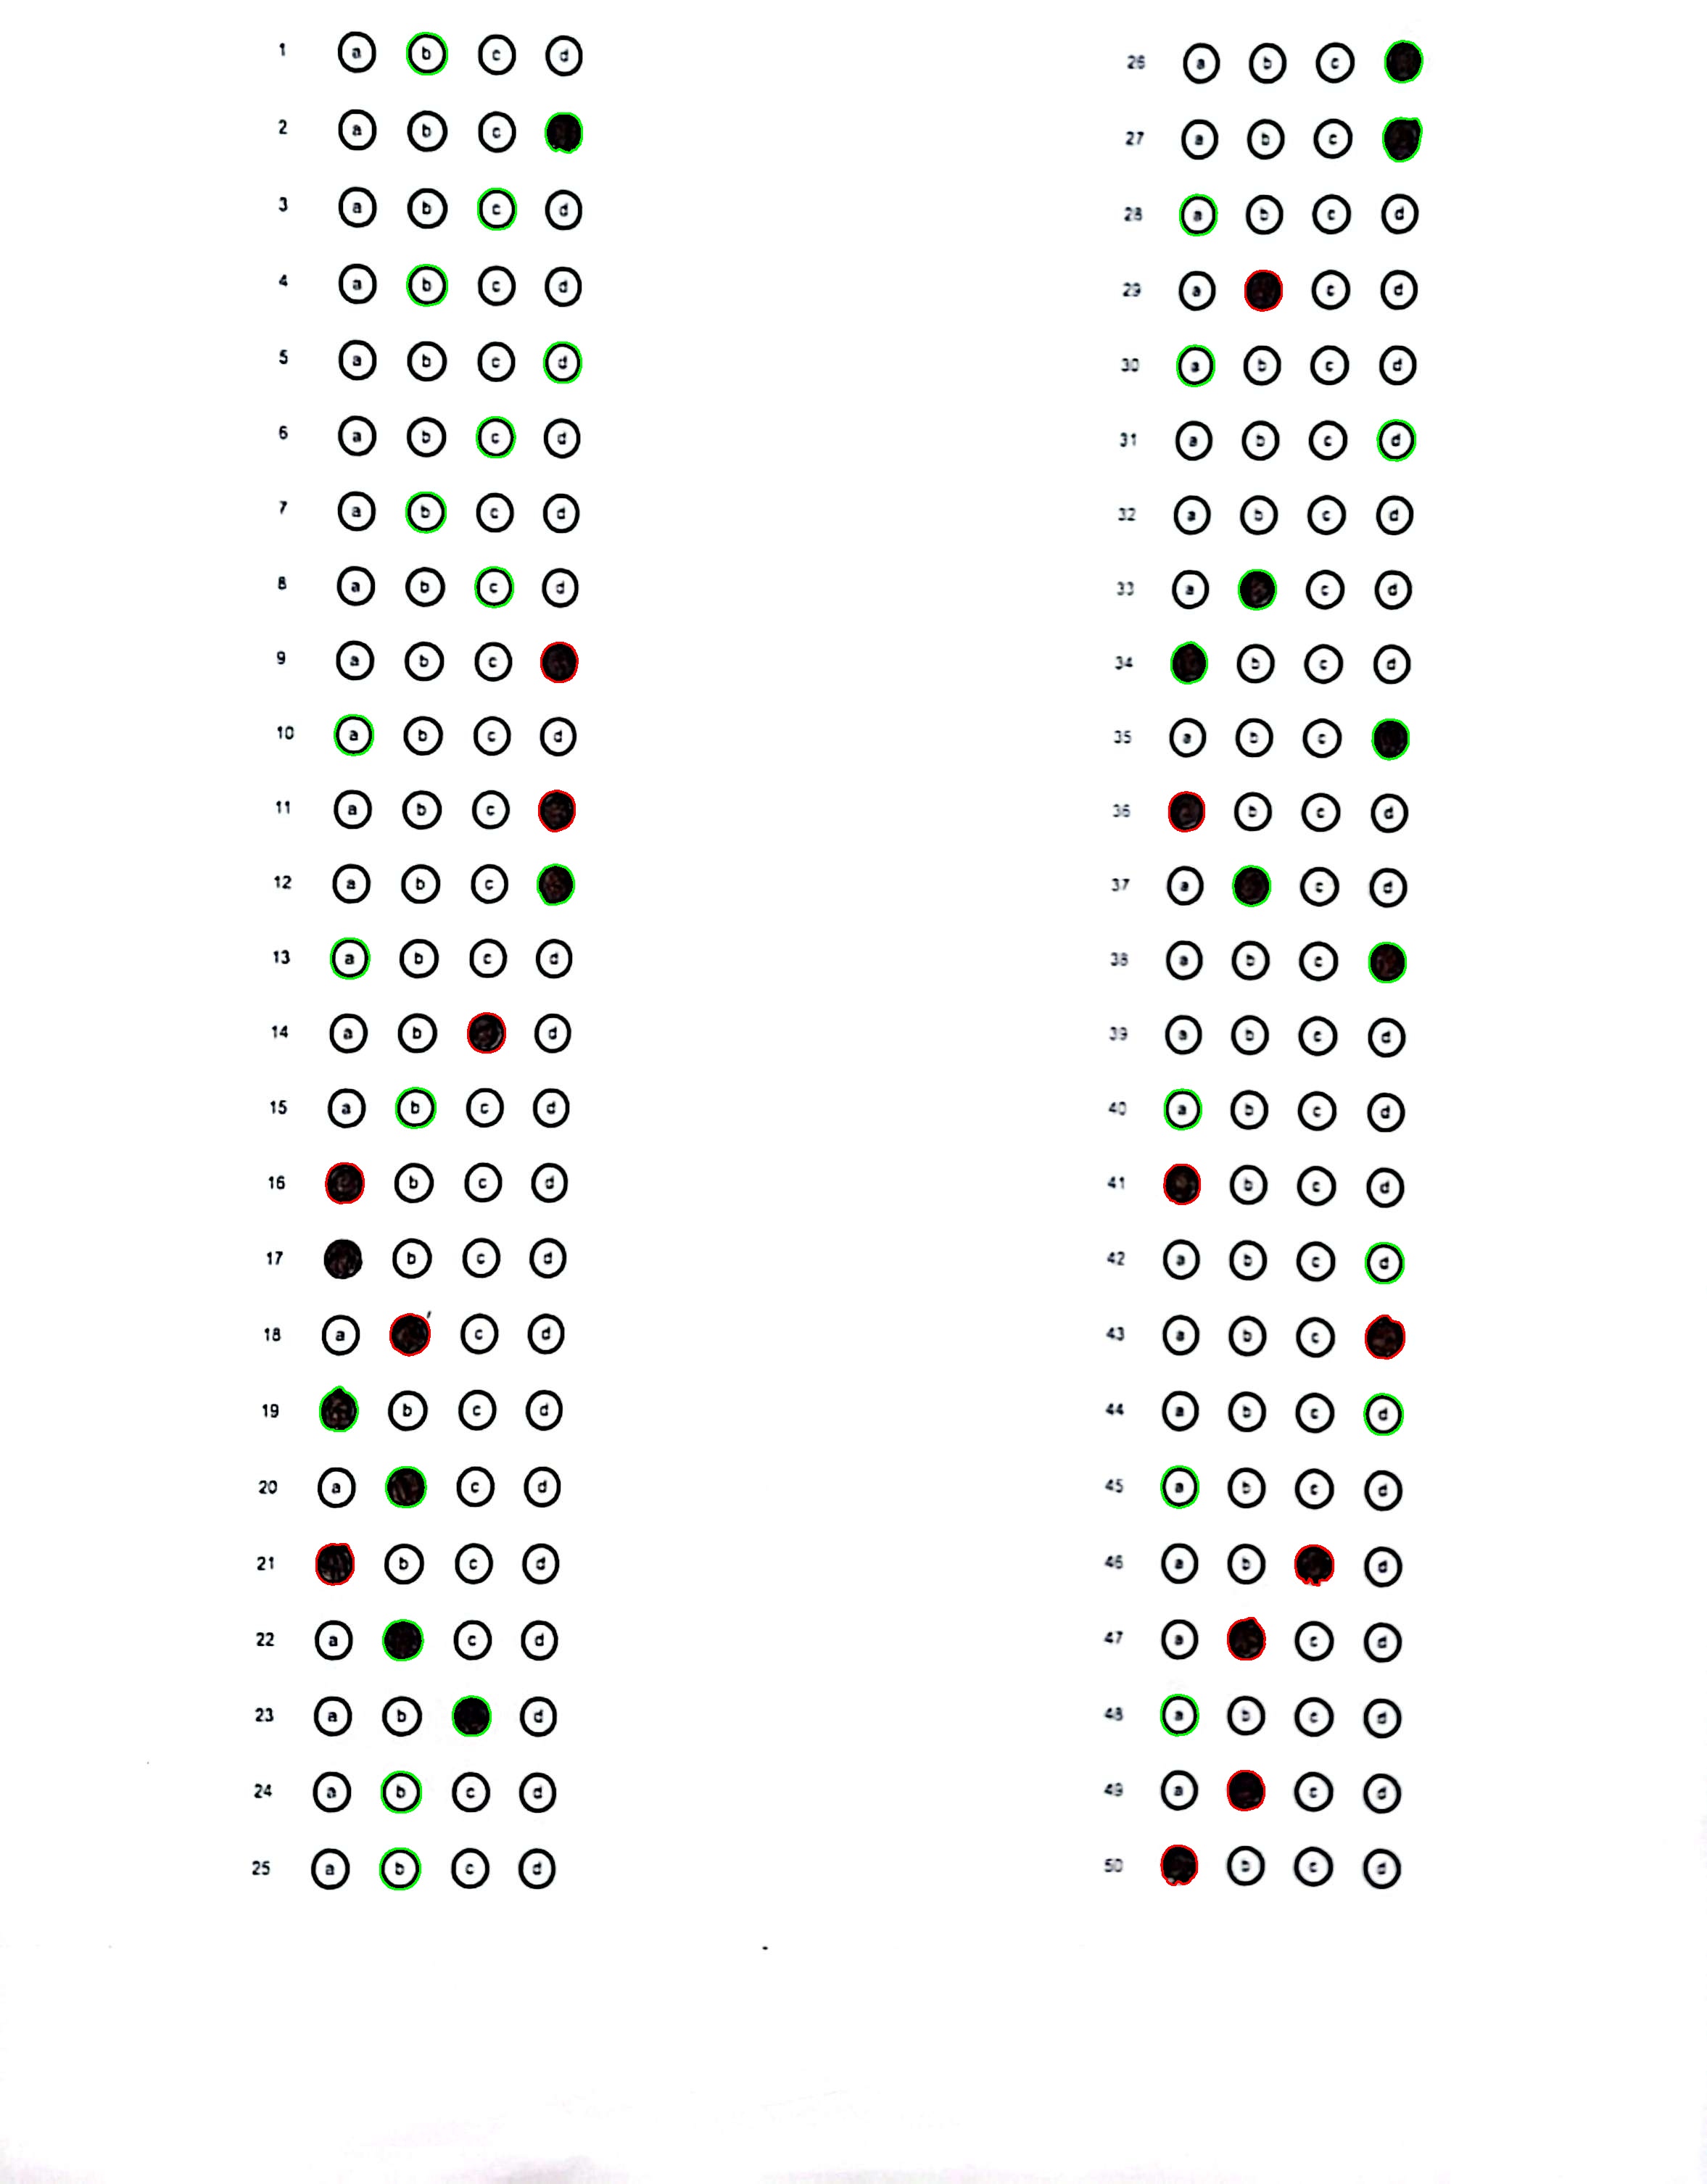 1 a b c d
2 a b c
3 a b c d
4 a b c d
5 a b c d
6 a b c d
7 a b c d
8 a b c d
9 a b c
10 a b c d
11 a b c
12 a b c
13 a b c d
14 a b d
15 a b c d
16 b c d
17 b c d
18 a c d
19 b c d
20 a c d
21 b c d
22 a c d
23 a b d
24 a b c d
25 a b c d
26 a b c
27 a b c
28 a b c d
29 a c d
30 a b c d
31 a b c d
32 a b c d
33 a c d
34 b c d
35 a b c
36 b c d
37 a c d
38 a b c
39 a b c d
40 a b c d
41 b c d
42 a b c d
43 a b c
44 a b c d
45 a b c d
46 a b d
47 a c d
48 a b c d
49 a c d
50 b c d